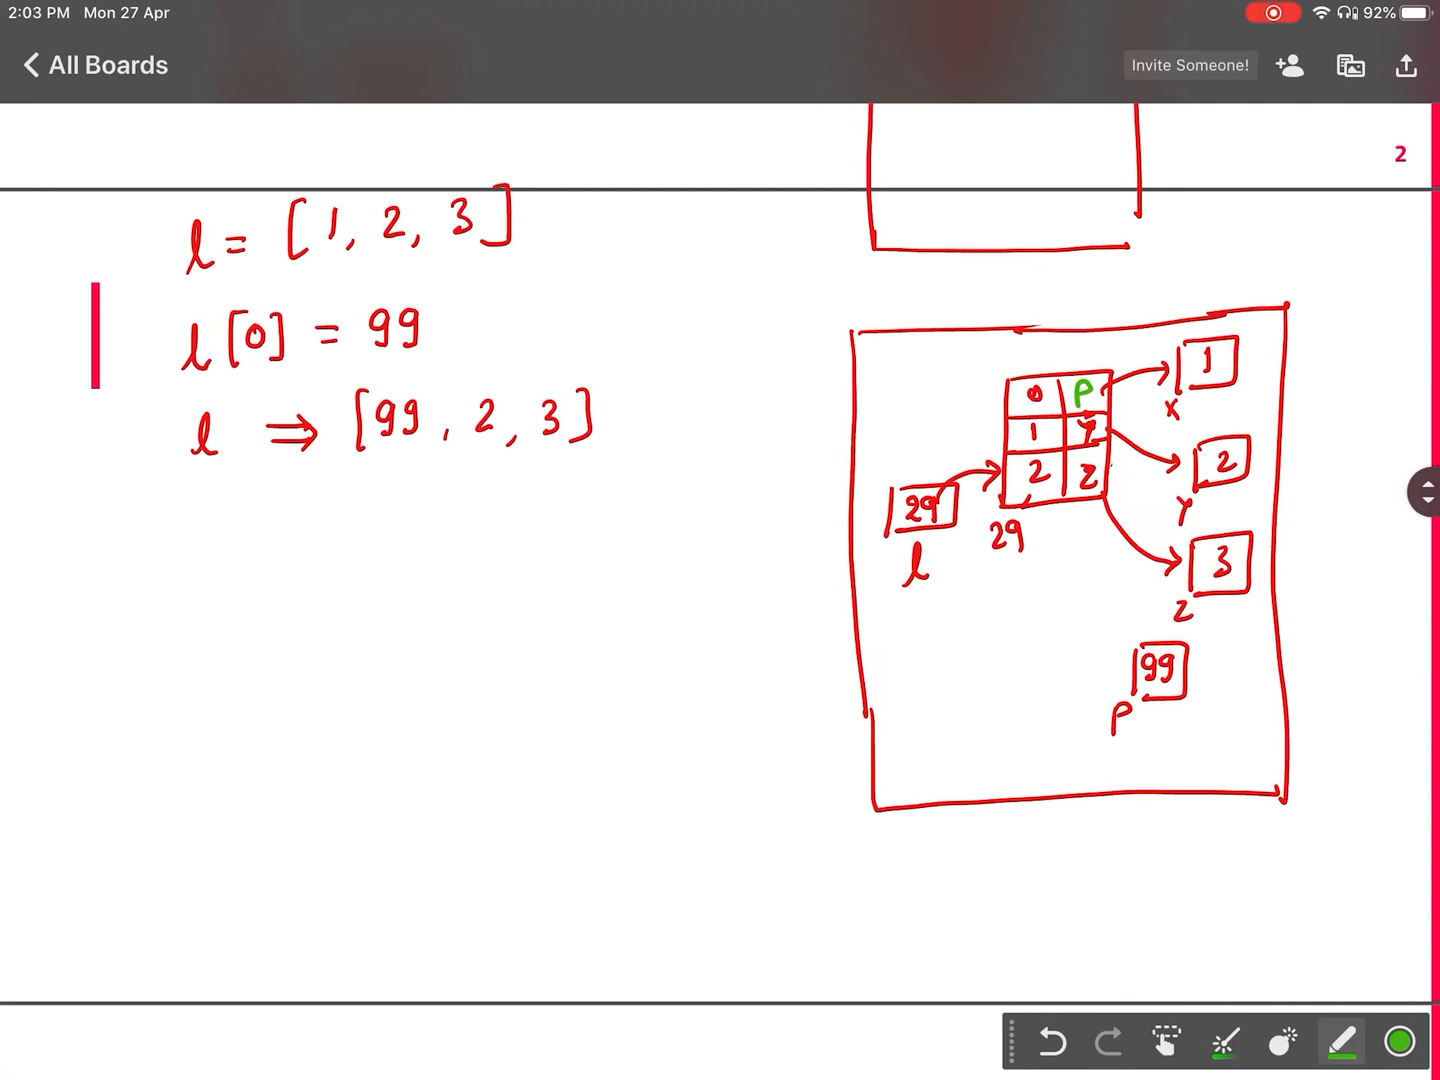 2:03 PM Mon 27 Apr
92%
All Boards
Invite Someone!
2
l = [1, 2, 3]
l[0] = 99
l ⇒ [99, 2, 3]
0 P
1 Y
2 Z
29
29
l
1
X
2
Y
3
Z
99
P